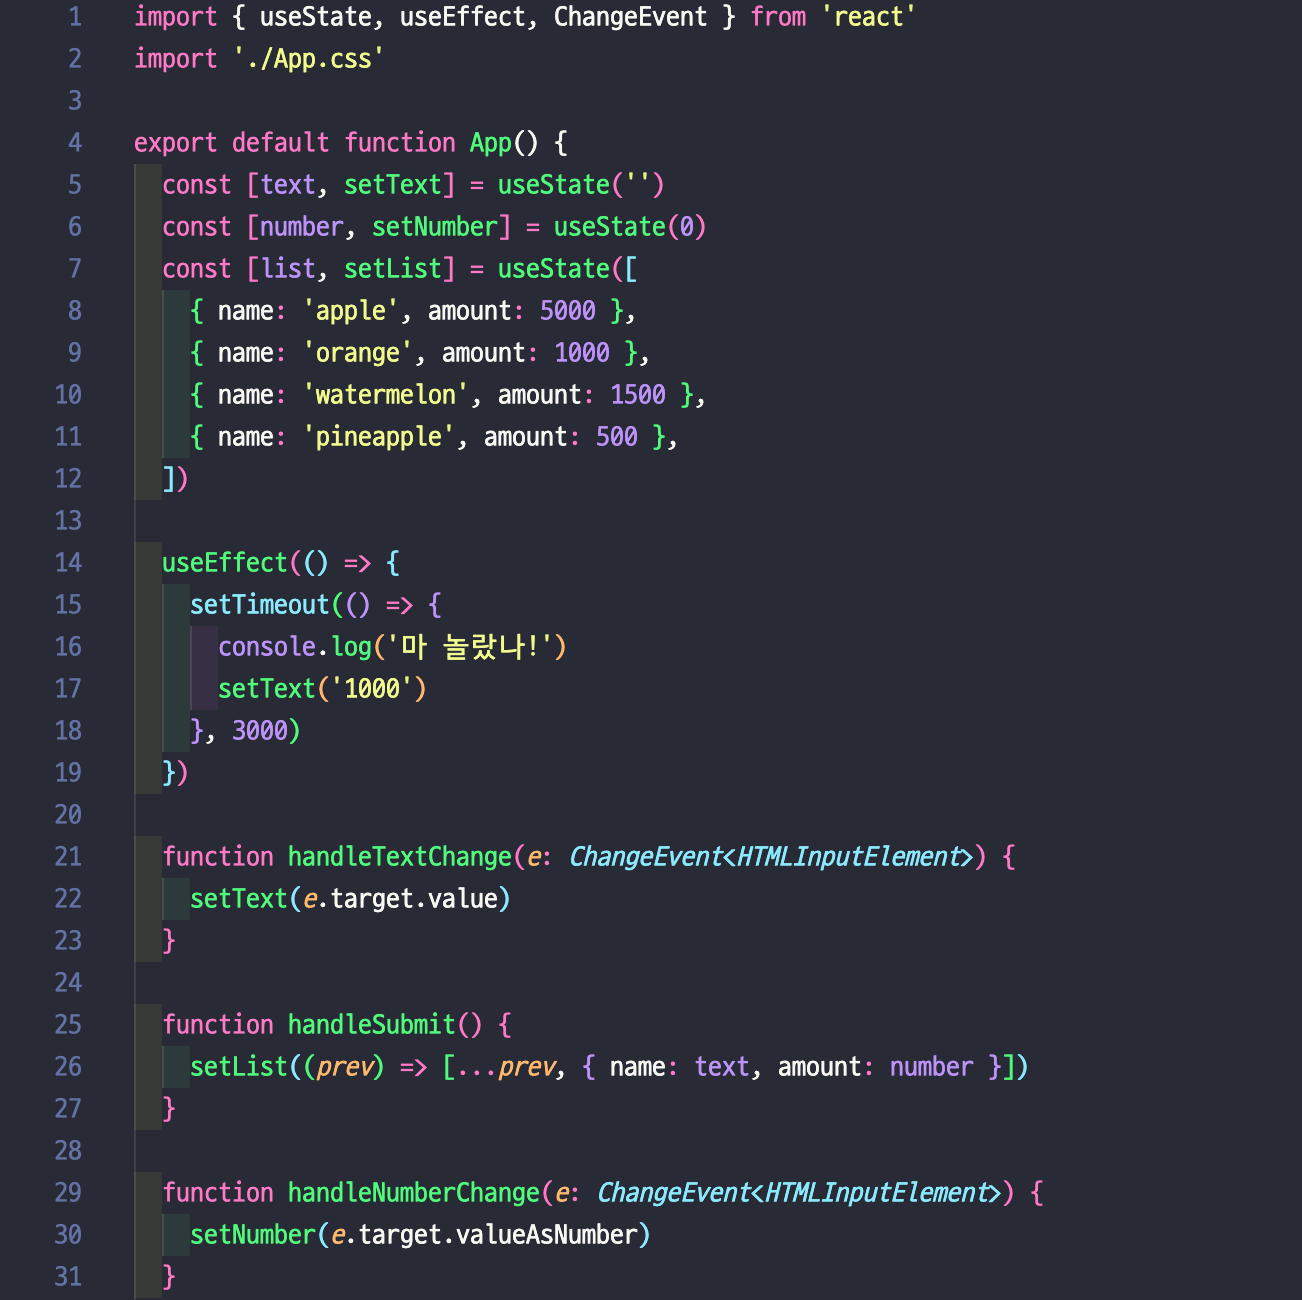 1 import { useState, useEffect, ChangeEvent } from 'react'
2 import './App.css'
3
4 export default function App() {
5   const [text, setText] = useState('')
6   const [number, setNumber] = useState(0)
7   const [list, setList] = useState([
8     { name: 'apple', amount: 5000 },
9     { name: 'orange', amount: 1000 },
10     { name: 'watermelon', amount: 1500 },
11     { name: 'pineapple', amount: 500 },
12   ])
13
14   useEffect(() => {
15     setTimeout(() => {
16       console.log('마 놀랐나!')
17       setText('1000')
18     }, 3000)
19   })
20
21   function handleTextChange(e: ChangeEvent<HTMLInputElement>) {
22     setText(e.target.value)
23   }
24
25   function handleSubmit() {
26     setList((prev) => [...prev, { name: text, amount: number }])
27   }
28
29   function handleNumberChange(e: ChangeEvent<HTMLInputElement>) {
30     setNumber(e.target.valueAsNumber)
31   }